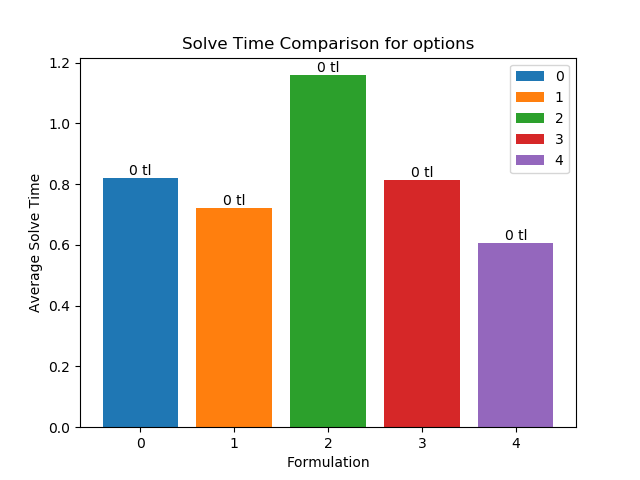 Solve Time Comparison for options
1.2
1.0
0.8
0.6
0.4
0.2
0.0
Average Solve Time
0 tl
0 tl
0 tl
0 tl
0 tl
0
1
2
3
4
0 1 2 3 4
Formulation